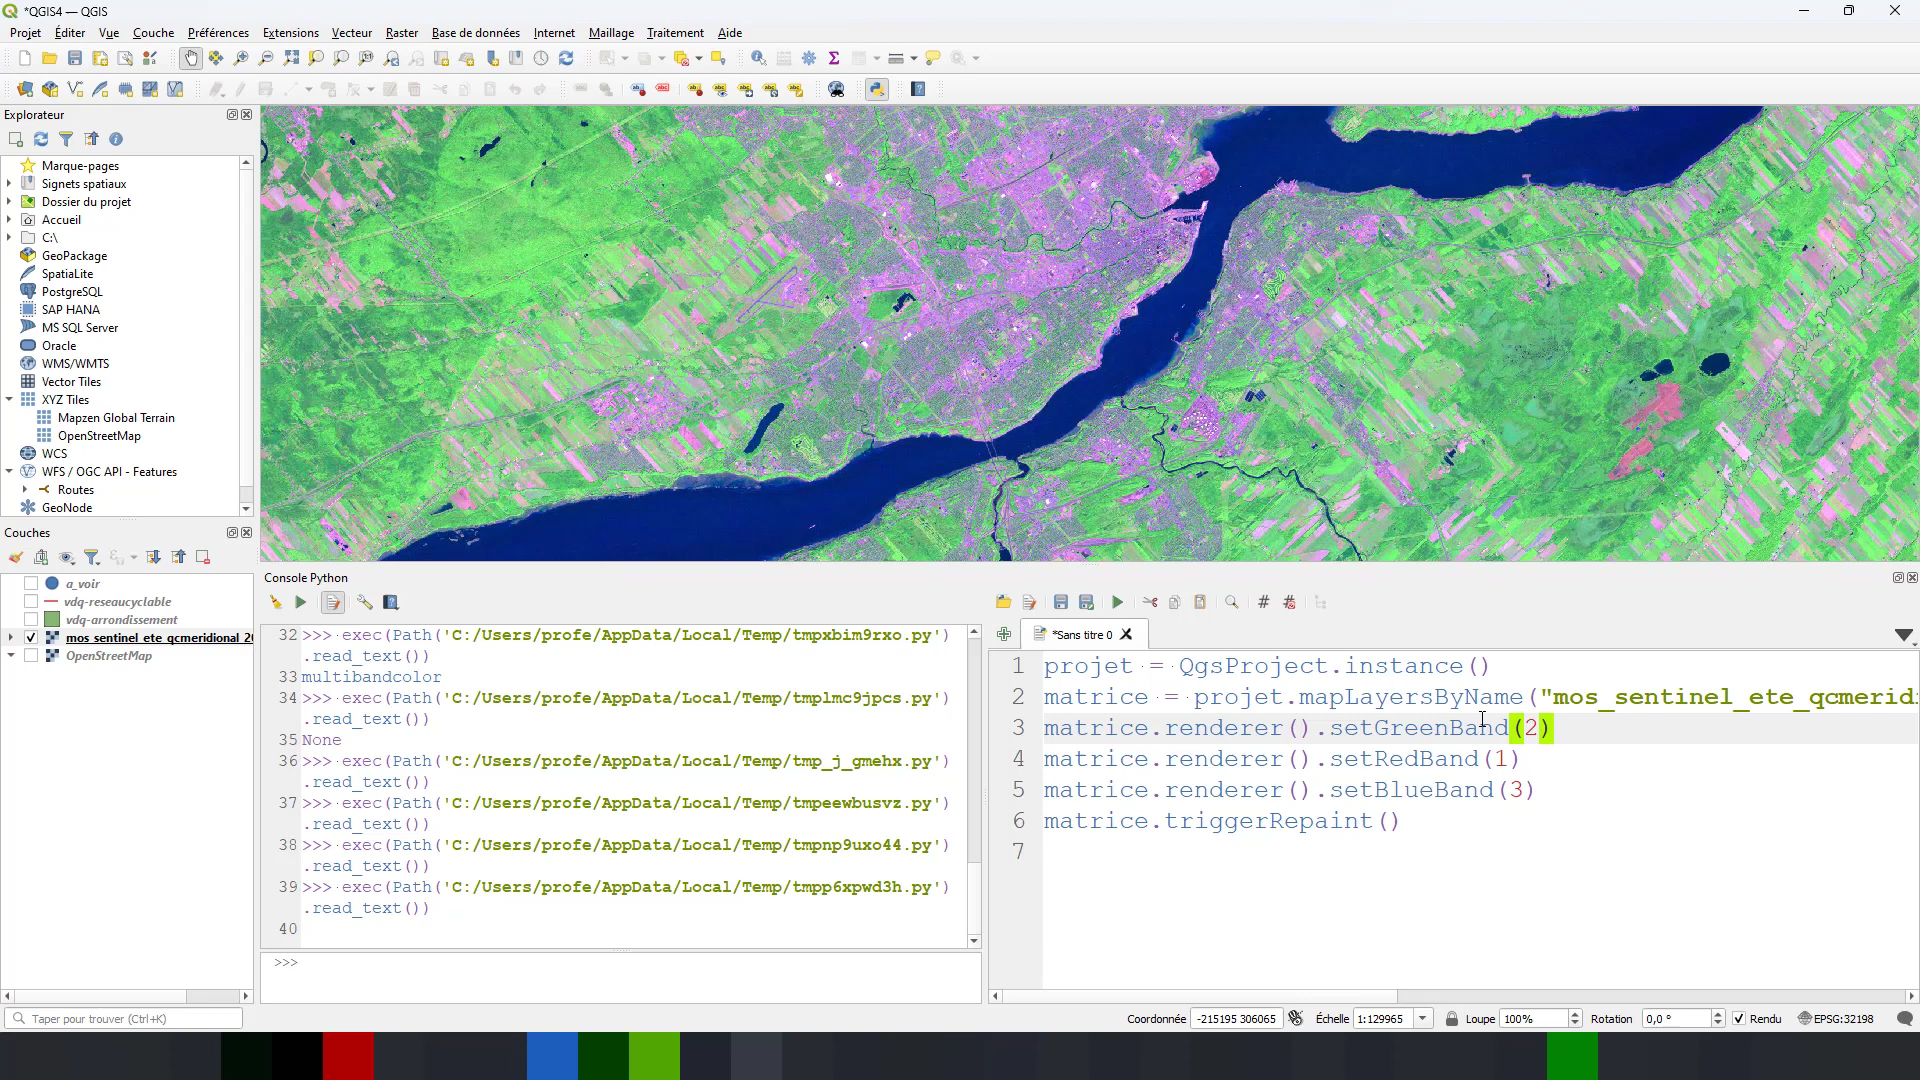 *QGIS4 — QGIS
Projet Éditer Vue Couche Préférences Extensions Vecteur Raster Base de données Internet Maillage Traitement Aide
Explorateur
Marque-pages
Signets spatiaux
Dossier du projet
Accueil
C:\
GeoPackage
SpatiaLite
PostgreSQL
SAP HANA
MS SQL Server
Oracle
WMS/WMTS
Vector Tiles
XYZ Tiles
Mapzen Global Terrain
OpenStreetMap
WCS
WFS / OGC API - Features
Routes
GeoNode
Couches
a_voir
vdq-reseaucyclable
vdq-arrondissement
mos_sentinel_ete_qcmeridional_20
OpenStreetMap
Console Python
32 >>> exec(Path('C:/Users/profe/AppData/Local/Temp/tmpxbim9rxo.py')
.read_text())
33 multibandcolor
34 >>> exec(Path('C:/Users/profe/AppData/Local/Temp/tmplmc9jpcs.py')
.read_text())
35 None
36 >>> exec(Path('C:/Users/profe/AppData/Local/Temp/tmp_j_gmehx.py')
.read_text())
37 >>> exec(Path('C:/Users/profe/AppData/Local/Temp/tmpeewbusvz.py')
.read_text())
38 >>> exec(Path('C:/Users/profe/AppData/Local/Temp/tmpnp9uxo44.py')
.read_text())
39 >>> exec(Path('C:/Users/profe/AppData/Local/Temp/tmpp6xpwd3h.py')
.read_text())
40
>>>
*Sans titre 0
1 projet = QgsProject.instance()
2 matrice = projet.mapLayersByName("mos_sentinel_ete_qcmeridi
3 matrice.renderer().setGreenBand(2)
4 matrice.renderer().setRedBand(1)
5 matrice.renderer().setBlueBand(3)
6 matrice.triggerRepaint()
7
Taper pour trouver (Ctrl+K)
Coordonnée -215195 306065 Échelle 1:129965 Loupe 100% Rotation 0,0 ° Rendu EPSG:32198